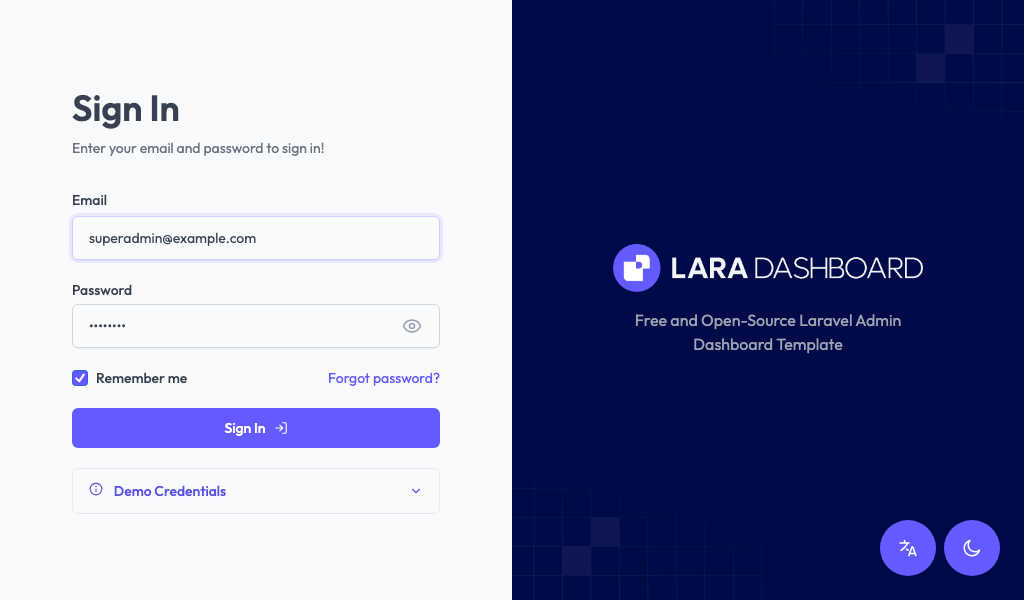 Sign In
Enter your email and password to sign in!
Email
superadmin@example.com
Password
••••••••
Remember me
Forgot password?
Sign In
Demo Credentials
LARA DASHBOARD
Free and Open-Source Laravel Admin
Dashboard Template